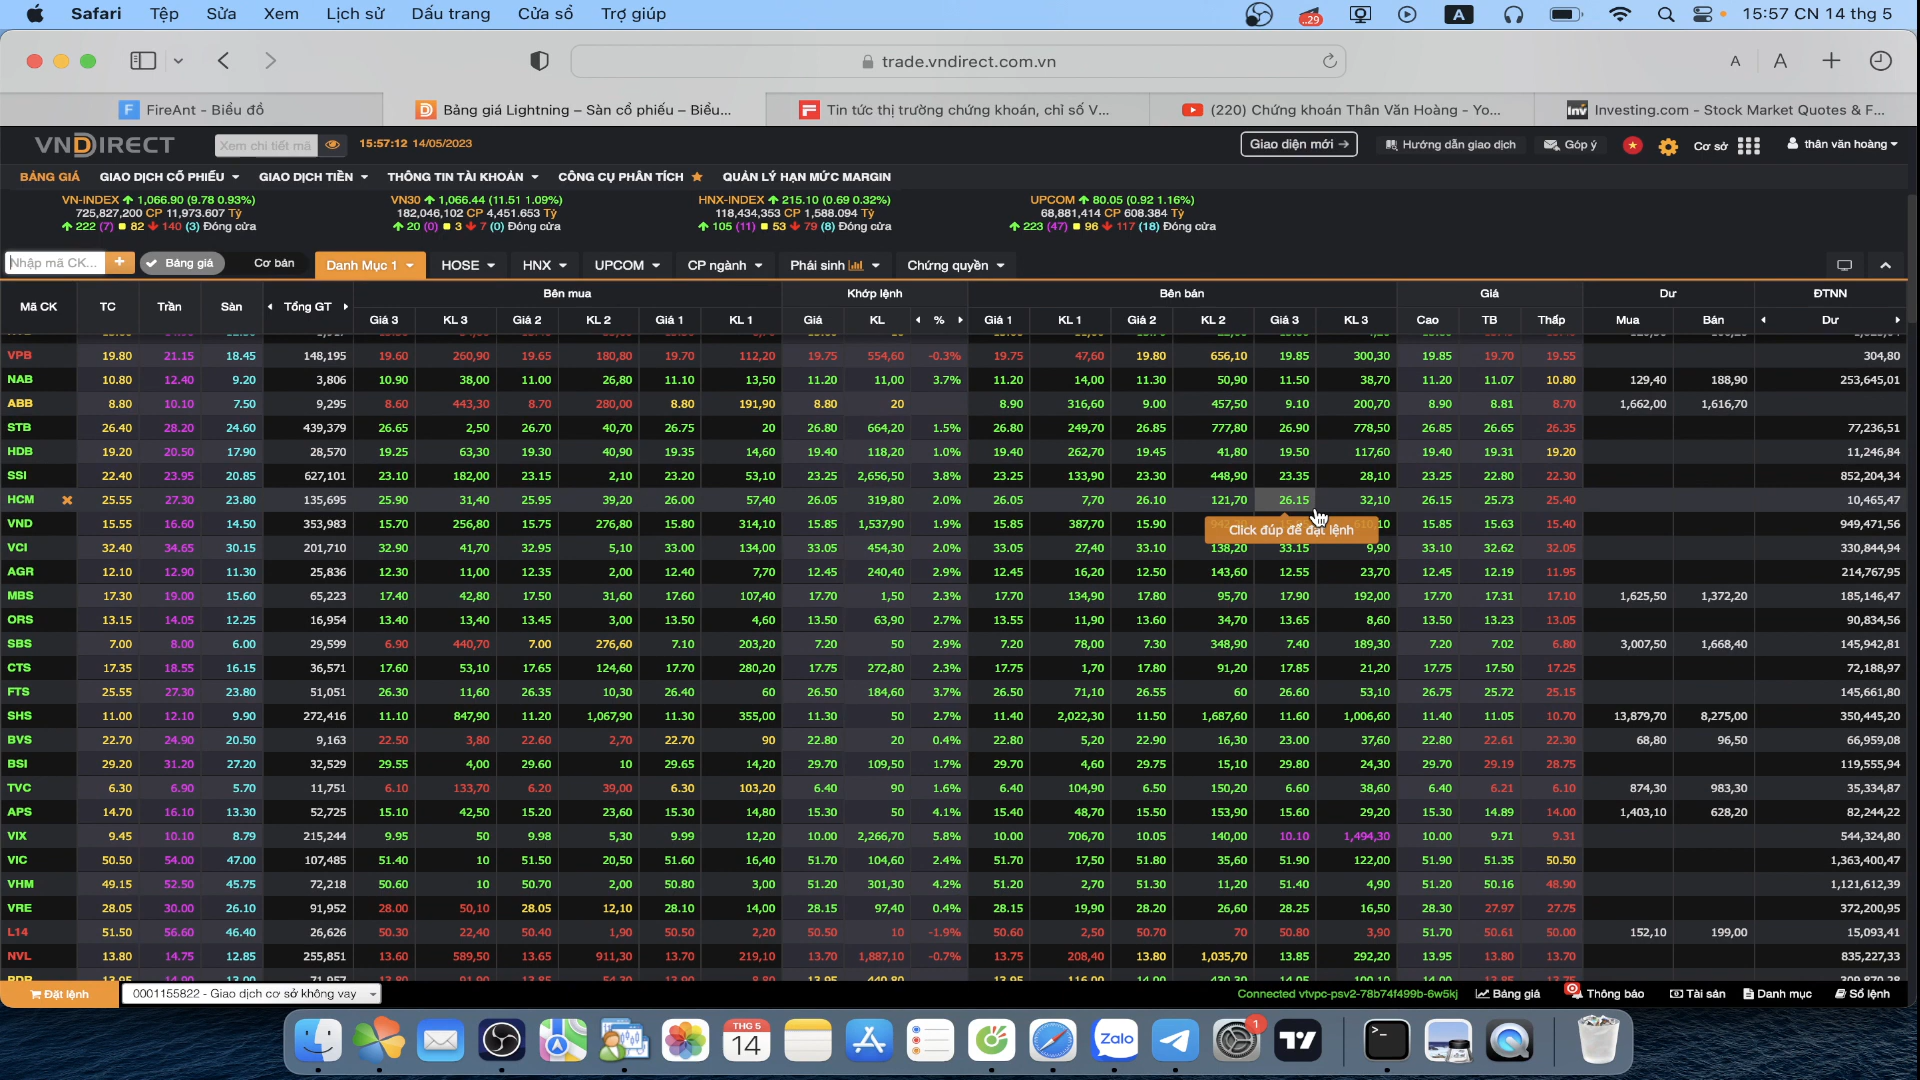 Safari Tệp Sửa Xem Lịch sử Dấu trang Cửa sổ Trợ giúp ..29 A 15:57 CN 14 thg 5
trade.vndirect.com.vn A A
F FireAnt - Biểu đồ Bảng giá Lightning – Sàn cổ phiếu – Biểu... Tin tức thị trường chứng khoán, chỉ số V... (220) Chứng khoán Thân Văn Hoàng - Yo... Inv Investing.com - Stock Market Quotes & F...
VNDIRECT Xem chi tiết mã 15:57:12 14/05/2023 Giao diện mới → Hướng dẫn giao dịch Góp ý Cơ sở thân văn hoàng
BẢNG GIÁ GIAO DỊCH CỔ PHIẾU GIAO DỊCH TIỀN THÔNG TIN TÀI KHOẢN CÔNG CỤ PHÂN TÍCH QUẢN LÝ HẠN MỨC MARGIN
VN-INDEX 1,066.90 (9.78 0.93%) VN30 1,066.44 (11.51 1.09%) HNX-INDEX 215.10 (0.69 0.32%) UPCOM 80.05 (0.92 1.16%)
725,827,200 CP 11,973.607 Tỷ 182,046,102 CP 4,451.653 Tỷ 118,434,353 CP 1,588.094 Tỷ 68,881,414 CP 608.384 Tỷ
222 (7) 82 140 (3) Đóng cửa 20 (0) 3 7 (0) Đóng cửa 105 (11) 53 79 (8) Đóng cửa 223 (47) 96 117 (18) Đóng cửa
Nhập mã CK... + Bảng giá Cơ bản Danh Mục 1 HOSE HNX UPCOM CP ngành Phái sinh Chứng quyền
Mã CK TC Trần Sàn Tổng GT Bên mua Khớp lệnh Bên bán Giá Dư ĐTNN
Giá 3 KL 3 Giá 2 KL 2 Giá 1 KL 1 Giá KL % Giá 1 KL 1 Giá 2 KL 2 Giá 3 KL 3 Cao TB Thấp Mua Bán Dư
VPB 19.80 21.15 18.45 148,195 19.60 260,90 19.65 180,80 19.70 112,20 19.75 554,60 -0.3% 19.75 47,60 19.80 656,10 19.85 300,30 19.85 19.70 19.55 304,80
NAB 10.80 12.40 9.20 3,806 10.90 38,00 11.00 26,80 11.10 13,50 11.20 11,00 3.7% 11.20 14,00 11.30 50,90 11.50 38,70 11.20 11.07 10.80 129,40 188,90 253,645,01
ABB 8.80 10.10 7.50 9,295 8.60 443,30 8.70 280,00 8.80 191,90 8.80 20 8.90 316,60 9.00 457,50 9.10 200,70 8.90 8.81 8.70 1,662,00 1,616,70
STB 26.40 28.20 24.60 439,379 26.65 2,50 26.70 40,70 26.75 20 26.80 664,20 1.5% 26.80 249,70 26.85 777,80 26.90 778,50 26.85 26.65 26.35 77,236,51
HDB 19.20 20.50 17.90 28,570 19.25 63,30 19.30 40,90 19.35 14,60 19.40 118,20 1.0% 19.40 262,70 19.45 41,80 19.50 117,60 19.40 19.31 19.20 11,246,84
SSI 22.40 23.95 20.85 627,101 23.10 182,00 23.15 2,10 23.20 53,10 23.25 2,656,50 3.8% 23.25 133,90 23.30 448,90 23.35 28,10 23.25 22.80 22.30 852,204,34
HCM 25.55 27.30 23.80 135,695 25.90 31,40 25.95 39,20 26.00 57,40 26.05 319,80 2.0% 26.05 7,70 26.10 121,70 26.15 32,10 26.15 25.73 25.40 10,465,47
VND 15.55 16.60 14.50 353,983 15.70 256,80 15.75 276,80 15.80 314,10 15.85 1,537,90 1.9% 15.85 387,70 15.90 15.85 15.63 15.40 949,471,56
Click đúp để đặt lệnh
VCI 32.40 34.65 30.15 201,710 32.90 41,70 32.95 5,10 33.00 134,00 33.05 454,30 2.0% 33.05 27,40 33.10 138,20 33.15 9,90 33.10 32.62 32.05 330,844,94
AGR 12.10 12.90 11.30 25,836 12.30 11,00 12.35 2,00 12.40 7,70 12.45 240,40 2.9% 12.45 16,20 12.50 143,60 12.55 23,70 12.45 12.19 11.95 214,767,95
MBS 17.30 19.00 15.60 65,223 17.40 42,80 17.50 31,60 17.60 107,40 17.70 1,50 2.3% 17.70 134,90 17.80 95,70 17.90 192,00 17.70 17.31 17.10 1,625,50 1,372,20 185,146,47
ORS 13.15 14.05 12.25 16,954 13.40 13,40 13.45 3,00 13.50 4,60 13.50 63,90 2.7% 13.55 11,90 13.60 34,70 13.65 8,60 13.50 13.23 13.05 90,834,56
SBS 7.00 8.00 6.00 29,599 6.90 440,70 7.00 276,60 7.10 203,20 7.20 50 2.9% 7.20 78,00 7.30 348,90 7.40 189,30 7.20 7.02 6.80 3,007,50 1,668,40 145,942,81
CTS 17.35 18.55 16.15 36,571 17.60 53,10 17.65 124,60 17.70 280,20 17.75 272,80 2.3% 17.75 1,70 17.80 91,20 17.85 21,20 17.75 17.50 17.25 72,188,97
FTS 25.55 27.30 23.80 51,051 26.30 11,60 26.35 10,30 26.40 60 26.50 184,60 3.7% 26.50 71,10 26.55 60 26.60 53,10 26.75 25.72 25.15 145,661,80
SHS 11.00 12.10 9.90 272,416 11.10 847,90 11.20 1,067,90 11.30 355,00 11.30 50 2.7% 11.40 2,022,30 11.50 1,687,60 11.60 1,006,60 11.40 11.05 10.70 13,879,70 8,275,00 350,445,20
BVS 22.70 24.90 20.50 9,163 22.50 3,80 22.60 2,70 22.70 90 22.80 20 0.4% 22.80 5,20 22.90 16,30 23.00 37,60 22.80 22.61 22.30 68,80 96,50 66,959,08
BSI 29.20 31.20 27.20 32,529 29.55 4,00 29.60 10 29.65 14,20 29.70 109,50 1.7% 29.70 4,60 29.75 15,10 29.80 24,30 29.70 29.19 28.75 119,555,94
TVC 6.30 6.90 5.70 11,751 6.10 133,70 6.20 39,00 6.30 103,20 6.40 90 1.6% 6.40 104,90 6.50 150,20 6.60 38,60 6.40 6.21 6.10 874,30 983,30 35,334,87
APS 14.70 16.10 13.30 52,725 15.10 42,50 15.20 23,60 15.30 14,80 15.30 50 4.1% 15.40 48,70 15.50 153,90 15.60 29,20 15.30 14.89 14.00 1,403,10 628,20 82,244,22
VIX 9.45 10.10 8.79 215,244 9.95 50 9.98 5,30 9.99 12,20 10.00 2,266,70 5.8% 10.00 706,70 10.05 140,00 10.10 1,494,30 10.00 9.71 9.31 544,324,80
VIC 50.50 54.00 47.00 107,485 51.40 10 51.50 20,50 51.60 16,40 51.70 104,60 2.4% 51.70 17,50 51.80 35,60 51.90 122,00 51.90 51.35 50.50 1,363,400,47
VHM 49.15 52.50 45.75 72,218 50.60 10 50.70 2,00 50.80 3,00 51.20 301,30 4.2% 51.20 2,70 51.30 11,20 51.40 4,90 51.20 50.16 48.90 1,121,612,39
VRE 28.05 30.00 26.10 91,952 28.00 50,10 28.05 12,10 28.10 14,00 28.15 97,40 0.4% 28.15 19,90 28.20 26,60 28.25 16,50 28.30 27.97 27.75 372,200,95
L14 51.50 56.60 46.40 26,626 50.30 22,40 50.40 1,90 50.50 2,20 50.50 10 -1.9% 50.60 2,50 50.70 70 50.80 3,90 51.70 50.61 50.00 152,10 199,00 15,093,41
NVL 13.80 14.75 12.85 255,851 13.60 589,50 13.65 911,30 13.70 219,10 13.70 1,887,10 -0.7% 13.75 208,40 13.80 1,035,70 13.85 292,20 13.95 13.80 13.70 835,227,33
Đặt lệnh 0001155822 - Giao dịch cơ sở không vay Connected vtvpc-psv2-78b74f499b-6w5kj Bảng giá Thông báo Tài sản Danh mục Sổ lệnh
THG 5
14 Zalo 1